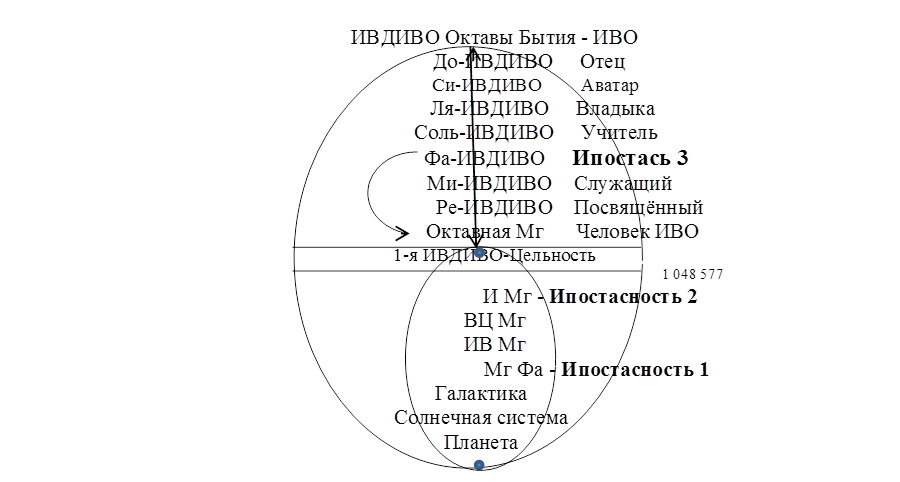 ИВДИВО Октавы Бытия - ИВО
До-ИВДИВО Отец
Си-ИВДИВО Аватар
Ля-ИВДИВО Владыка
Соль-ИВДИВО Учитель
Фа-ИВДИВО Ипостась 3
Ми-ИВДИВО Служащий
Ре-ИВДИВО Посвящённый
Октавная Мг Человек ИВО
1-я ИВДИВО-Цельность
1 048 577
И Мг - Ипостасность 2
ВЦ Мг
ИВ Мг
Мг Фа - Ипостасность 1
Галактика
Солнечная система
Планета